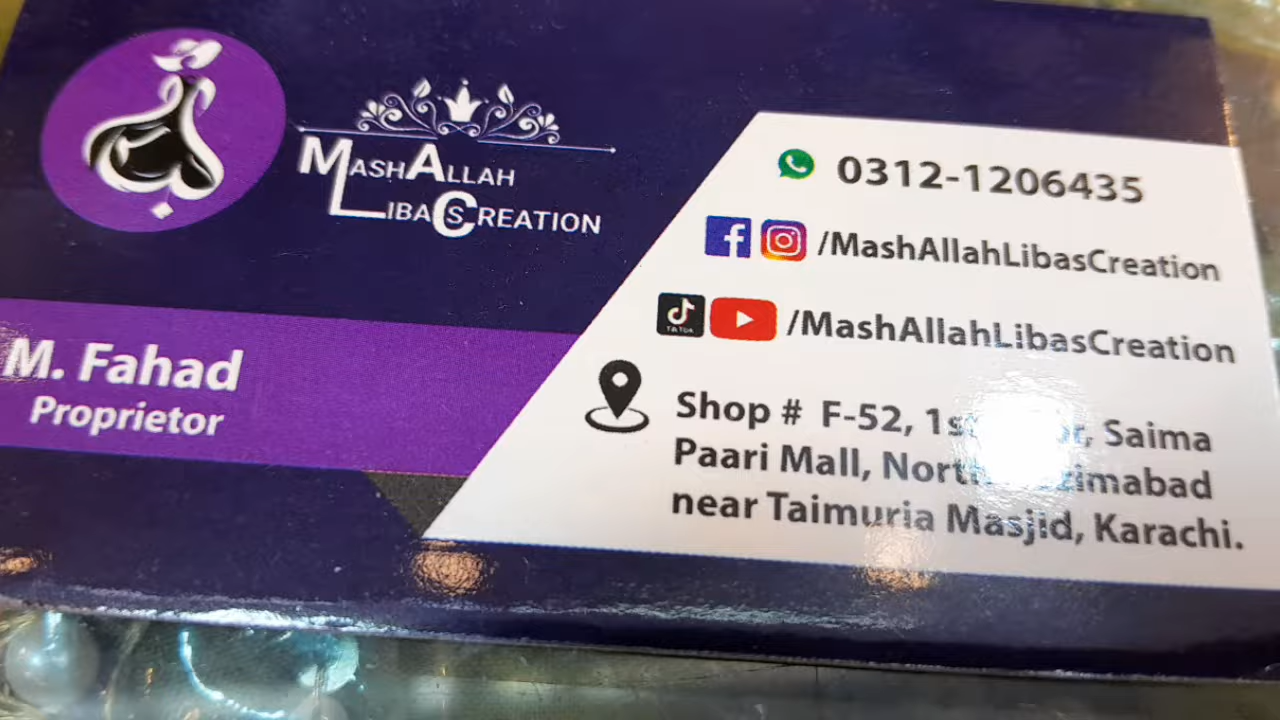 MASHALLAH
LIBAS CREATION
M. Fahad
Proprietor
0312-1206435
/MashAllahLibasCreation
TikTok
/MashAllahLibasCreation
Shop # F-52, 1st Floor, Saima
Paari Mall, North Nazimabad
near Taimuria Masjid, Karachi.